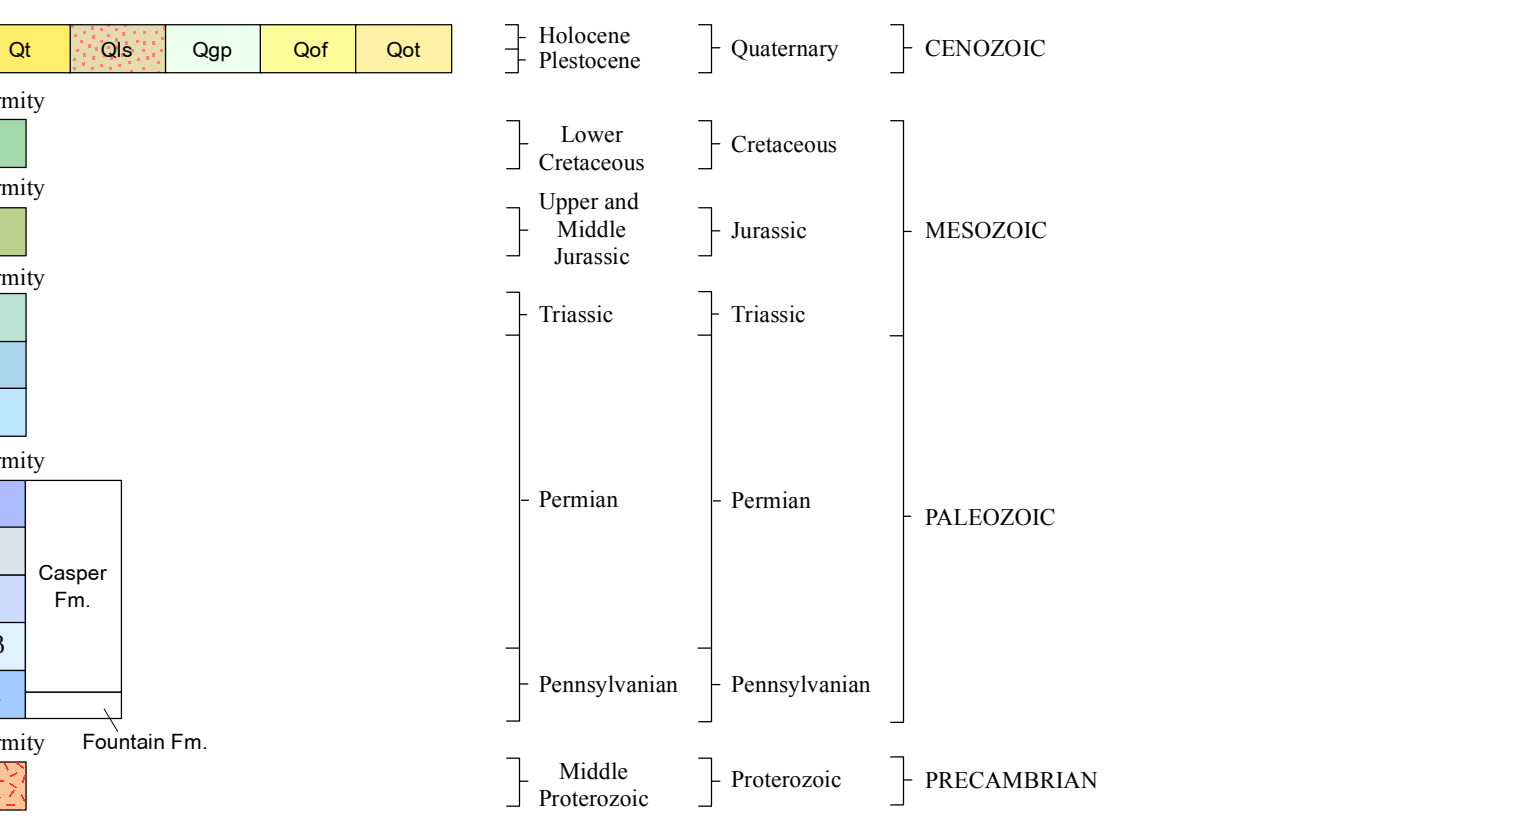 Qt Qls Qgp Qof Qot
Holocene
Plestocene
Quaternary
CENOZOIC
rmity
Lower
Cretaceous
Cretaceous
rmity
Upper and
Middle
Jurassic
Jurassic
MESOZOIC
rmity
Triassic
Triassic
rmity
Permian
Permian
PALEOZOIC
Casper
Fm.
3
Pennsylvanian
Pennsylvanian
rmity
Fountain Fm.
Middle
Proterozoic
Proterozoic
PRECAMBRIAN